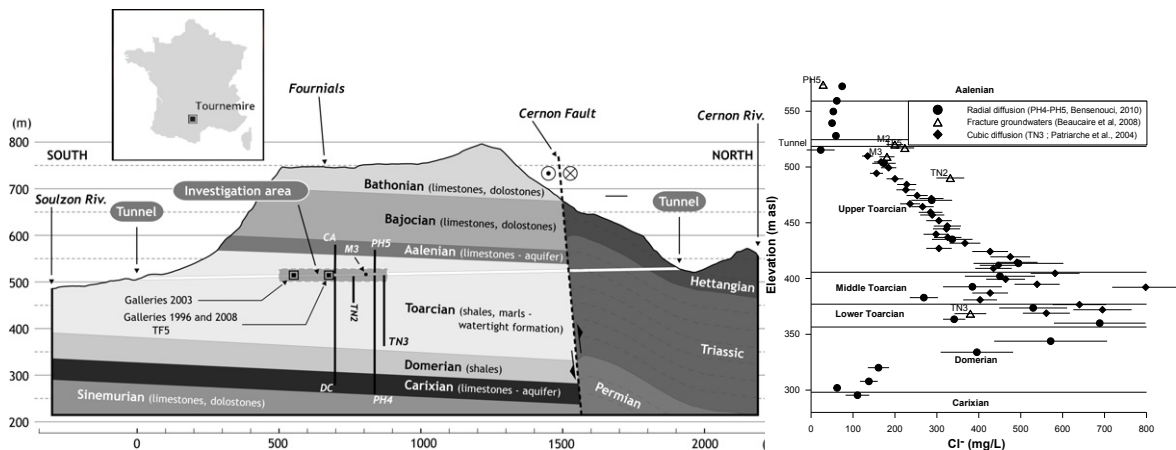 Tournemire
(m)
800
700
600
500
400
300
200
SOUTH
NORTH
Fournials
Cernon Fault
Cernon Riv.
Investigation area
Soulzon Riv.
Tunnel
Tunnel
Bathonian (limestones, dolostones)
Bajocian (limestones, dolostones)
CA
M3
PH5
Aalenian (limestones - aquifer)
Galleries 2003
Galleries 1996 and 2008
TF5
TN2
TN3
Toarcian
(shales, marls -
watertight formation)
Domerian (shales)
DC
Carixian (limestones - aquifer)
PH4
Sinemurian (limestones, dolostones)
Hettangian
Triassic
Permian
0
500
1000
1500
2000
Elevation (m asl)
550
500
450
400
350
300
PH5
Aalenian
Radial diffusion (PH4-PH5, Bensenouci, 2010)
Fracture groundwaters (Beaucaire et al, 2008)
Cubic diffusion (TN3 ; Patriarche et al., 2004)
Tunnel
M2
M3
TN2
Upper Toarcian
Middle Toarcian
Lower Toarcian
TN3
Domerian
Carixian
0
100
200
300
400
500
600
700
800
Cl⁻ (mg/L)